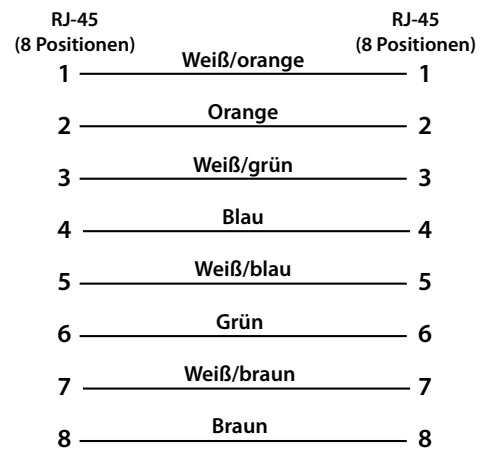 RJ-45 RJ-45
(8 Positionen) (8 Positionen)
1 Weiß/orange 1
2 Orange 2
3 Weiß/grün 3
4 Blau 4
5 Weiß/blau 5
6 Grün 6
7 Weiß/braun 7
8 Braun 8